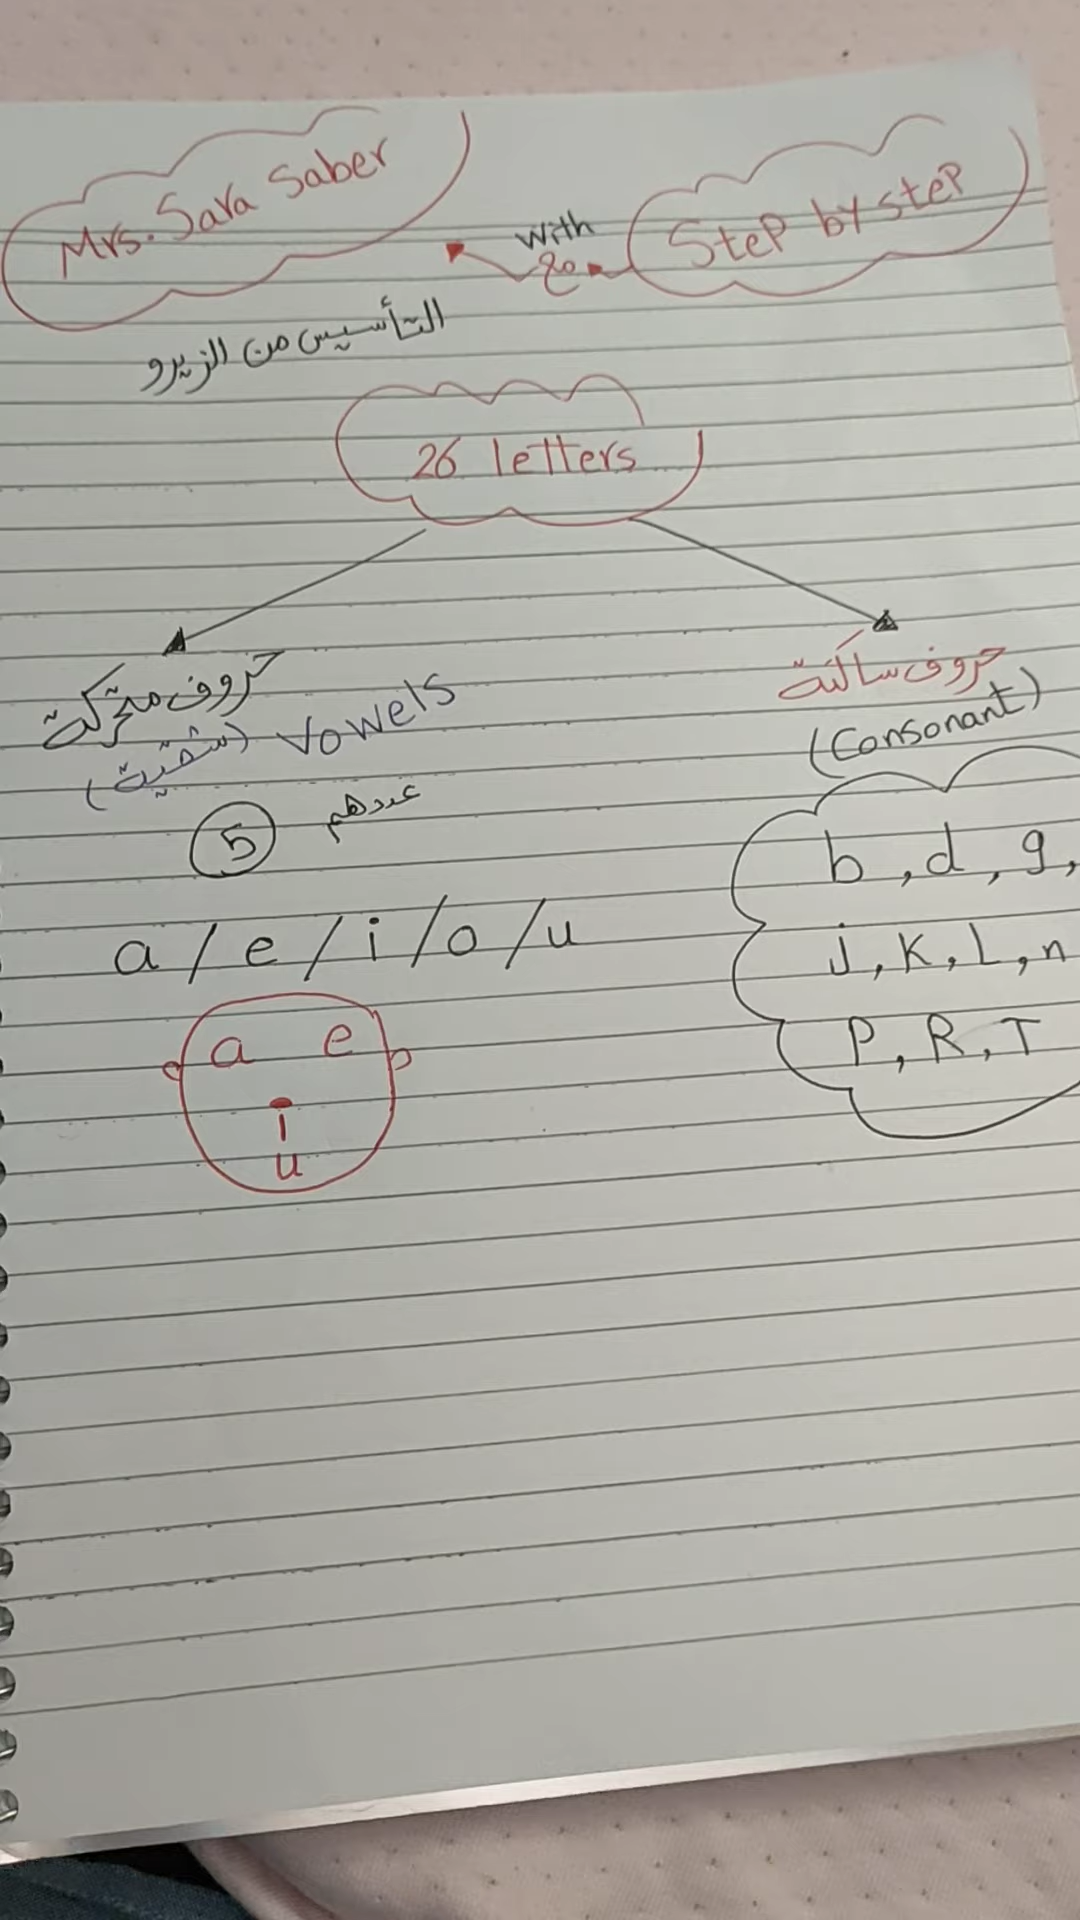 Mrs. Sara Saber
with
مع
Step by step
التأسيس من الزيرو
26 letters
حروف متحركة
(شفية) Vowels
5 عددهم
a / e / i / o / u
a e
i
u
حروف ساكنة
(Consonant)
b, d, g,
j, K, L, n
P, R, T